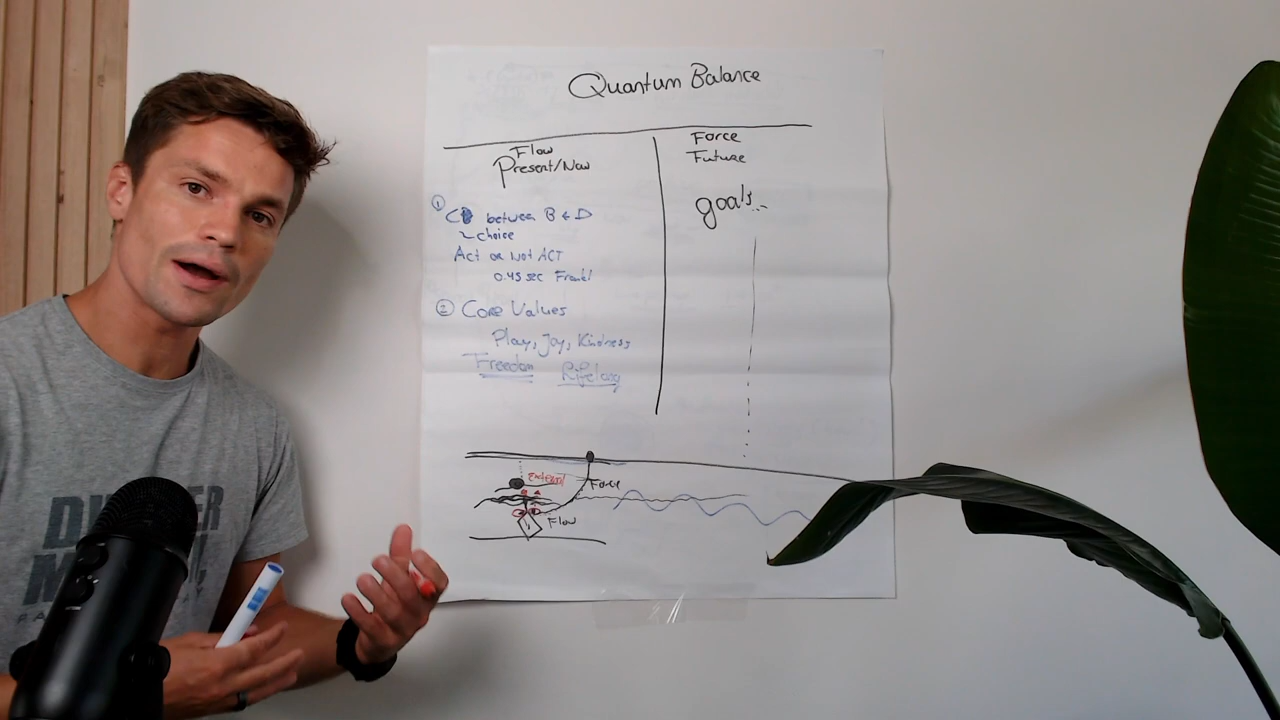 Quantum Balance
Flow
Present/Now
Force
Future
goals...
① C between B & D
~ choice
Act or Not ACT
0.45 sec Frankl
② Core Values
Play, Joy, Kindness
Freedom
External
Force
Flow